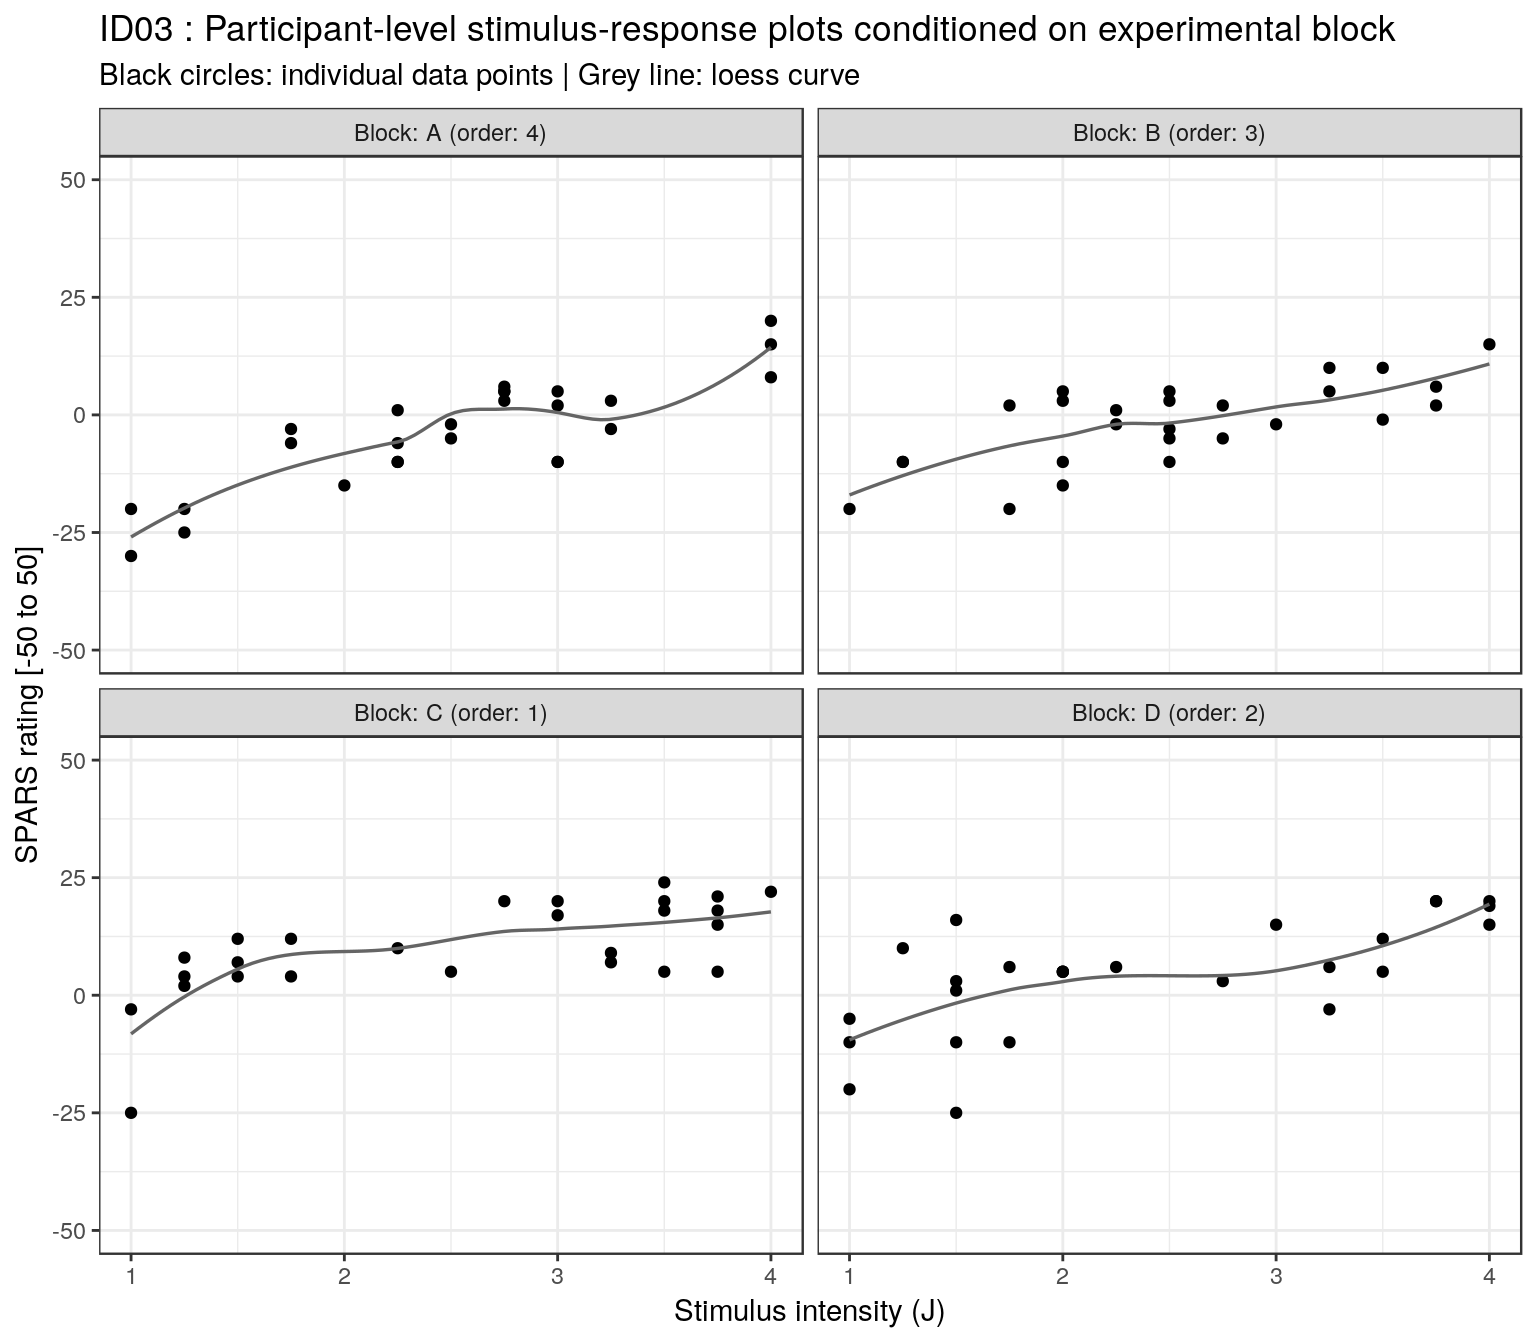 ID03 : Participant-level stimulus-response plots conditioned on experimental block
Black circles: individual data points | Grey line: loess curve
Block: A (order: 4)
Block: B (order: 3)
50
25
0
-25
-50
Block: C (order: 1)
Block: D (order: 2)
50
25
0
-25
-50
SPARS rating [-50 to 50]
1 2 3 4
1 2 3 4
Stimulus intensity (J)